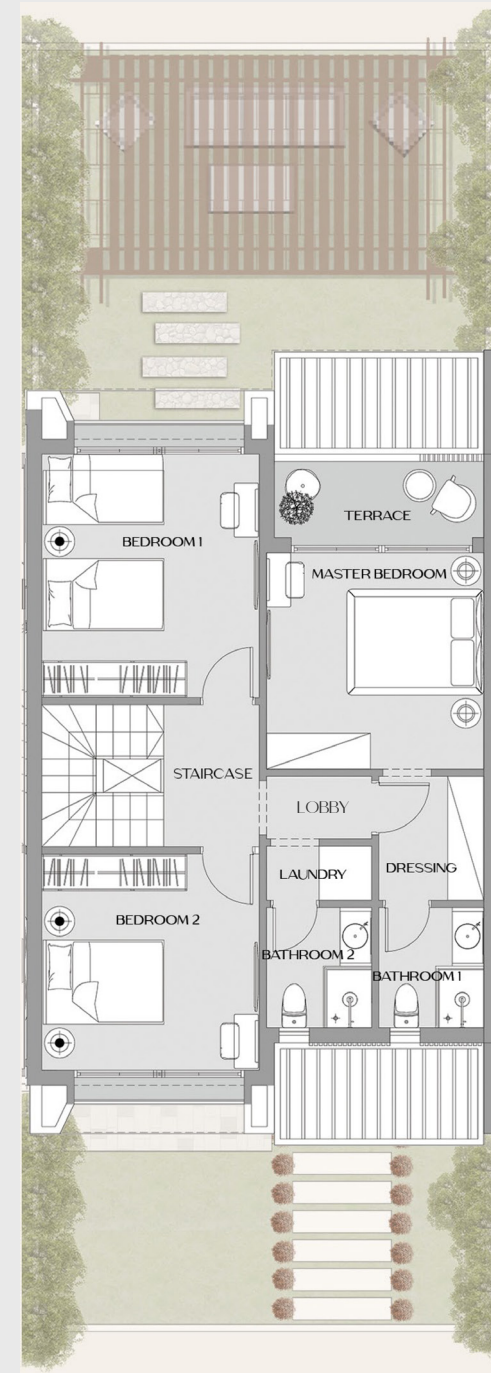 TERRACE
BEDROOM 1
MASTER BEDROOM
STAIRCASE
LOBBY
LAUNDRY
DRESSING
BEDROOM 2
BATHROOM 2
BATHROOM 1